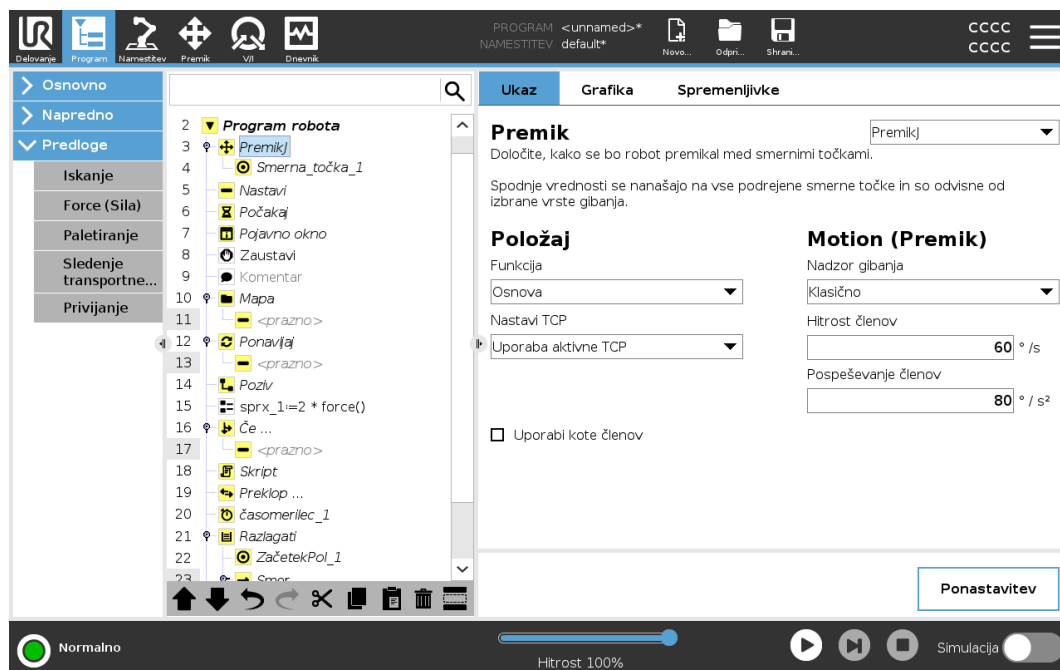 PROGRAM <unnamed>*
NAMESTITEV default*
CCCC
CCCC
Delovanje Program Namestitev Premik V/I Dnevnik
Novo... Odpri... Shrani...
Osnovno
Napredno
Predloge
Iskanje
Force (Sila)
Paletiranje
Sledenje
transportne...
Privijanje
2 Program robota
3 PremikJ
4 Smerna_točka_1
5 Nastavi
6 Počakaj
7 Pojavno okno
8 Zaustavi
9 Komentar
10 Mapa
11 <prazno>
12 Ponavljaj
13 <prazno>
14 Poziv
15 sprx_1:=2 * force()
16 Če ...
17 <prazno>
18 Skript
19 Preklop ...
20 časomerilec_1
21 Razlagati
22 ZačetekPol_1
23 Smer
Ukaz Grafika Spremenljivke
Premik
PremikJ
Določite, kako se bo robot premikal med smernimi točkami.
Spodnje vrednosti se nanašajo na vse podrejene smerne točke in so odvisne od
izbrane vrste gibanja.
Položaj
Funkcija
Osnova
Nastavi TCP
Uporaba aktivne TCP
Uporabi kote členov
Motion (Premik)
Nadzor gibanja
Klasično
Hitrost členov
60 °/s
Pospeševanje členov
80 °/s²
Ponastavitev
Normalno
Hitrost 100%
Simulacija